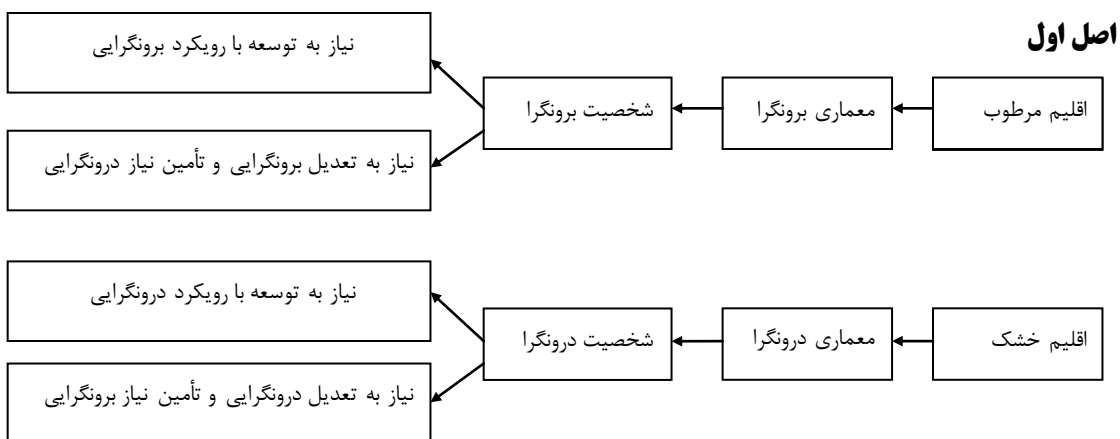 اصل اول
نیاز به توسعه با رویکرد برونگرایی
اقلیم مرطوب
معماری برونگرا
شخصیت برونگرا
نیاز به تعدیل برونگرایی و تأمین نیاز درونگرایی
نیاز به توسعه با رویکرد درونگرایی
اقلیم خشک
معماری درونگرا
شخصیت درونگرا
نیاز به تعدیل درونگرایی و تأمین نیاز برونگرایی